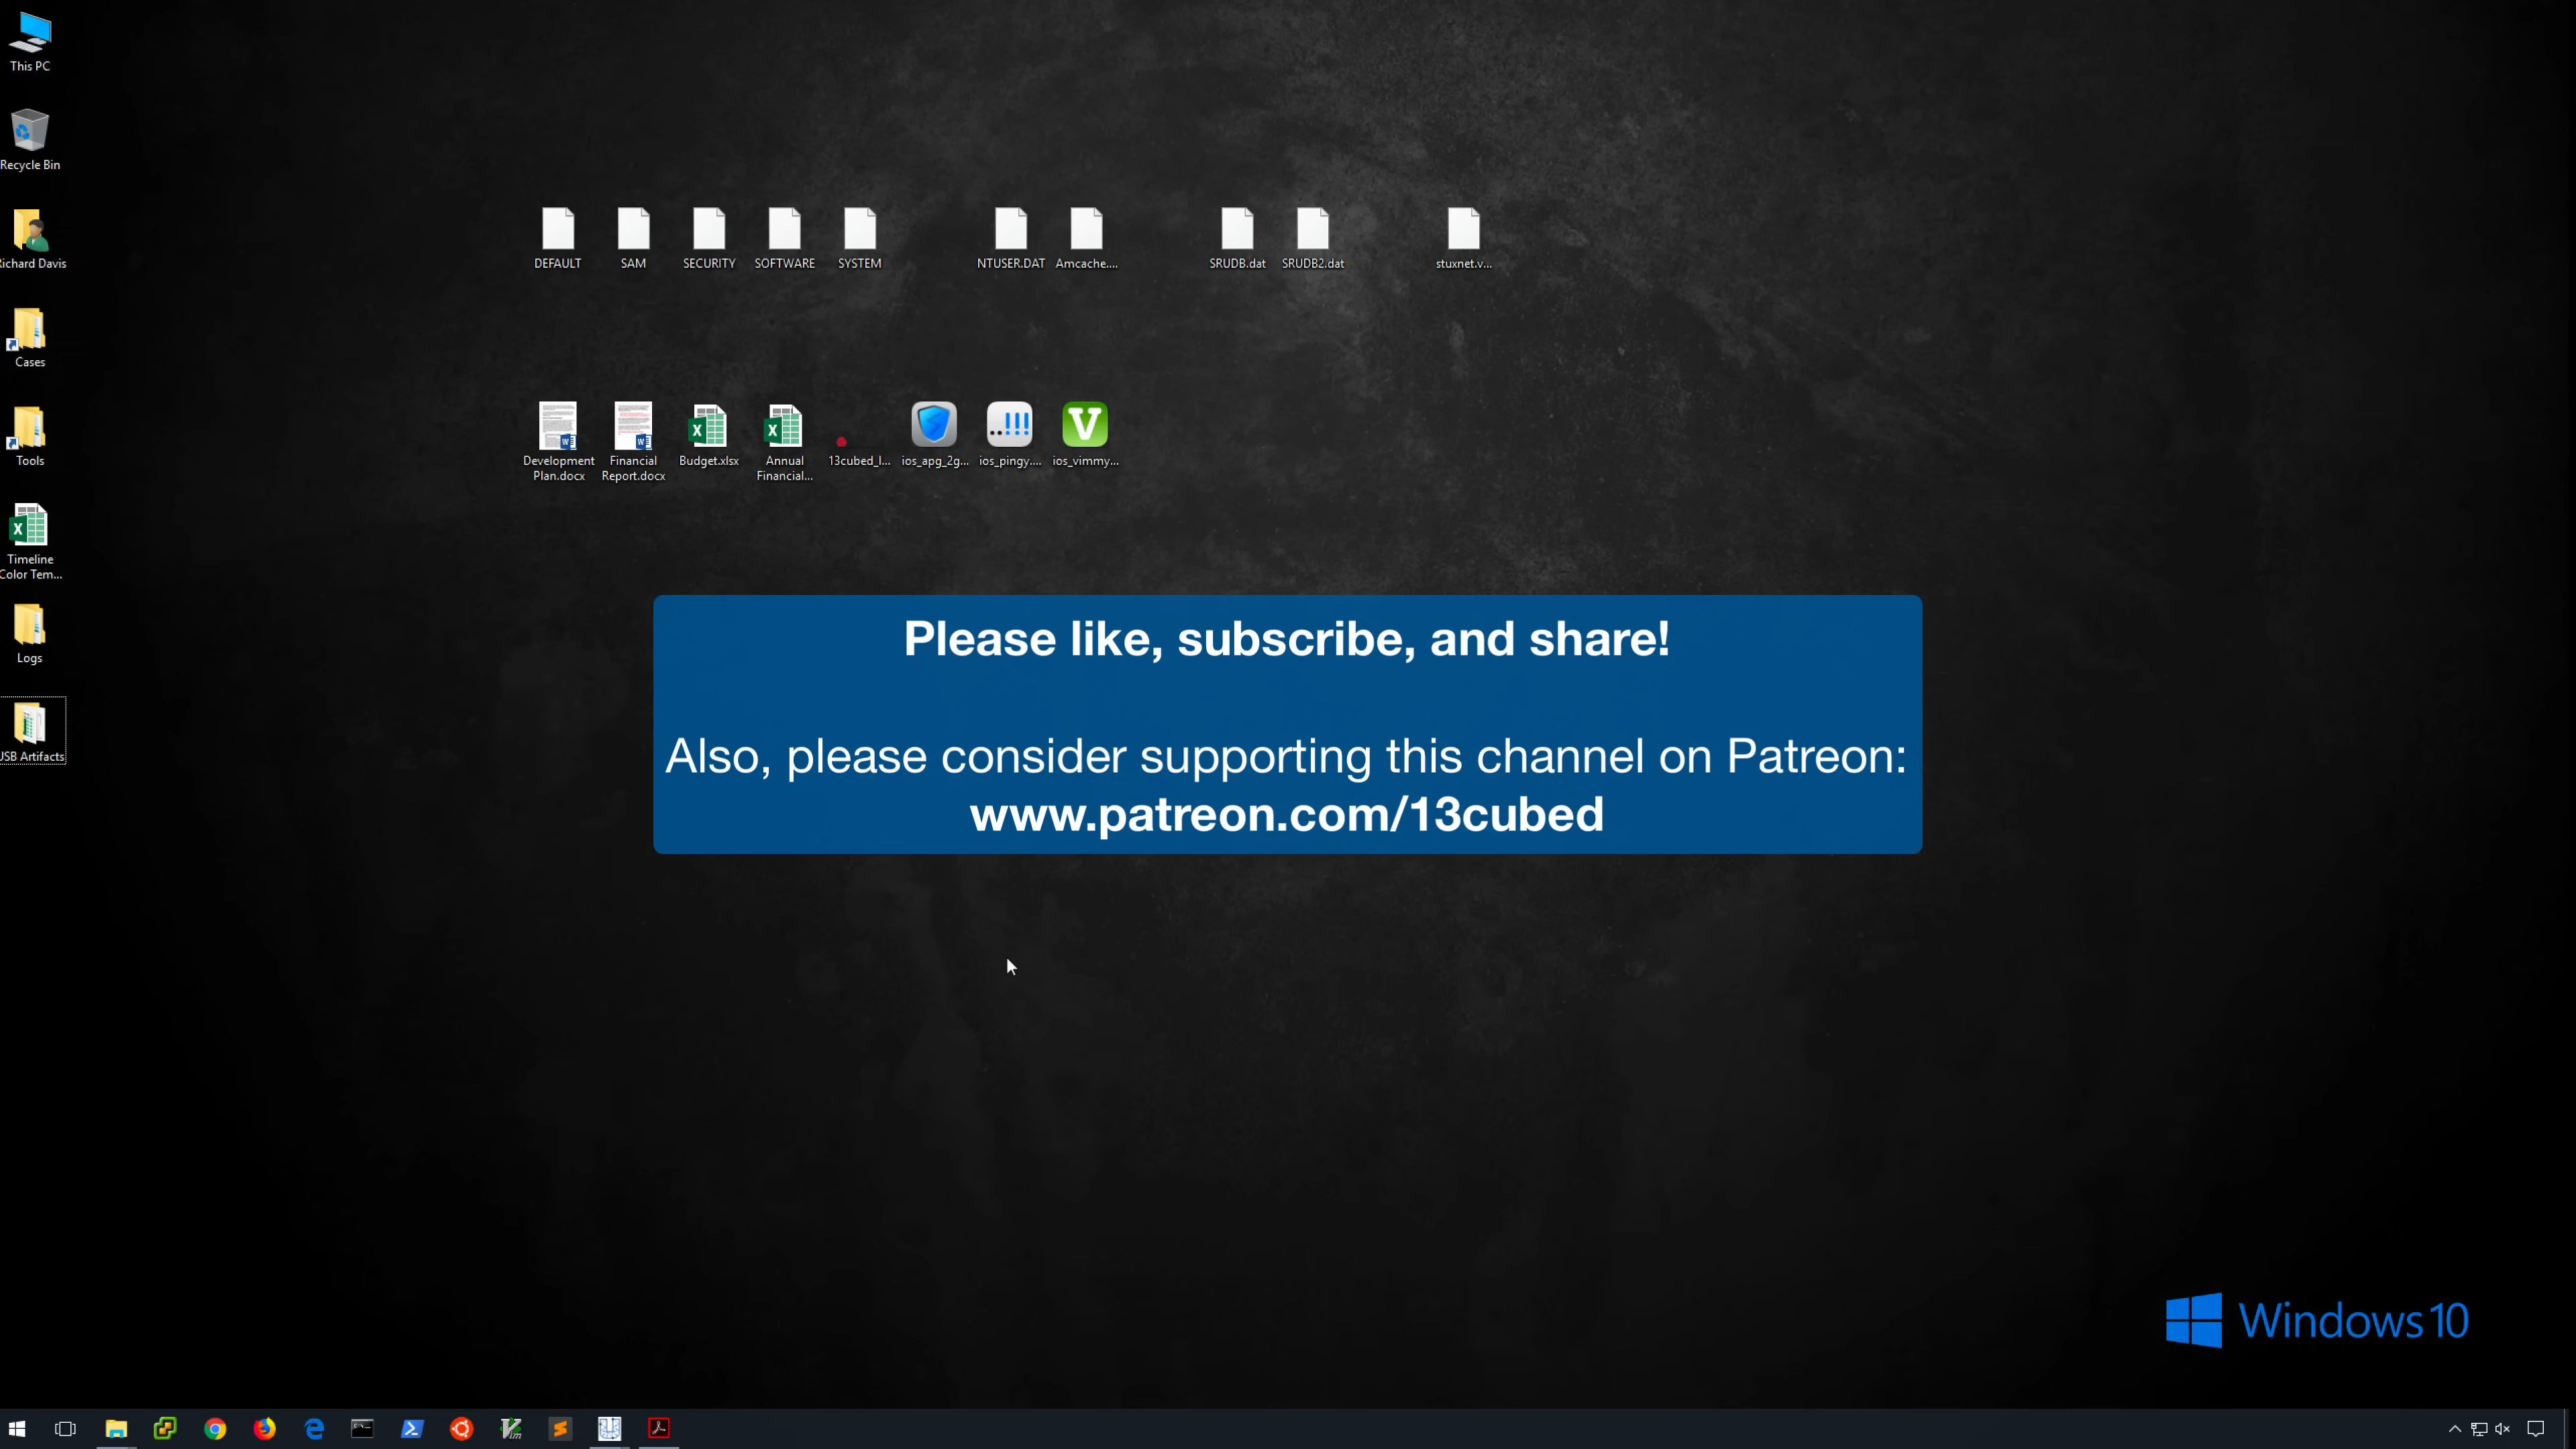 This PC
Recycle Bin
Richard Davis
Cases
Tools
Timeline
Color Tem...
Logs
USB Artifacts
DEFAULT
SAM
SECURITY
SOFTWARE
SYSTEM
NTUSER.DAT
Amcache....
SRUDB.dat
SRUDB2.dat
stuxnet.v...
Development
Plan.docx
Financial
Report.docx
Budget.xlsx
Annual
Financial...
13cubed_l...
ios_apg_2g...
ios_pingy....
ios_vimmy...
Please like, subscribe, and share!
Also, please consider supporting this channel on Patreon:
www.patreon.com/13cubed
Windows 10